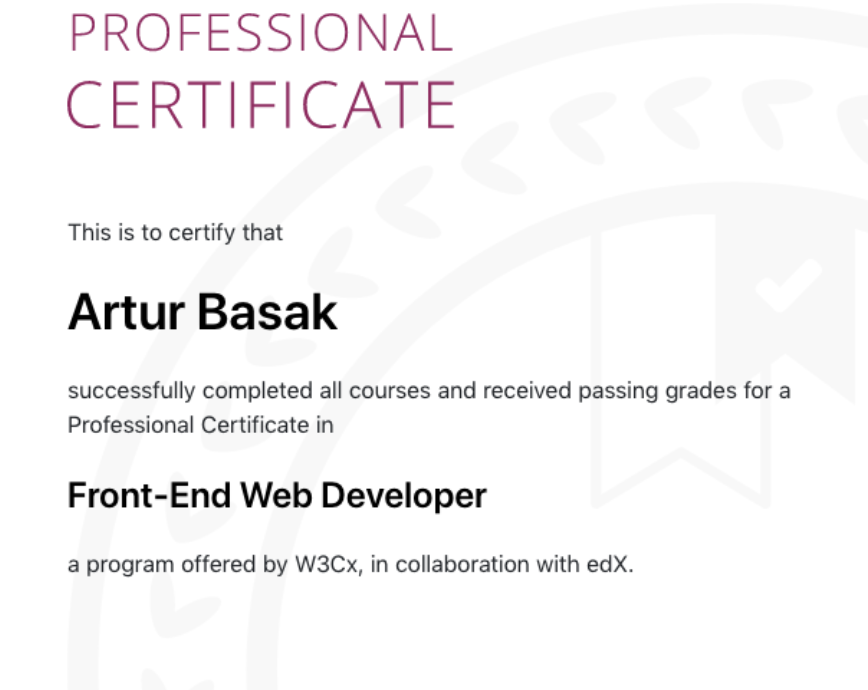 PROFESSIONAL
CERTIFICATE
This is to certify that
Artur Basak
successfully completed all courses and received passing grades for a
Professional Certificate in
Front-End Web Developer
a program offered by W3Cx, in collaboration with edX.